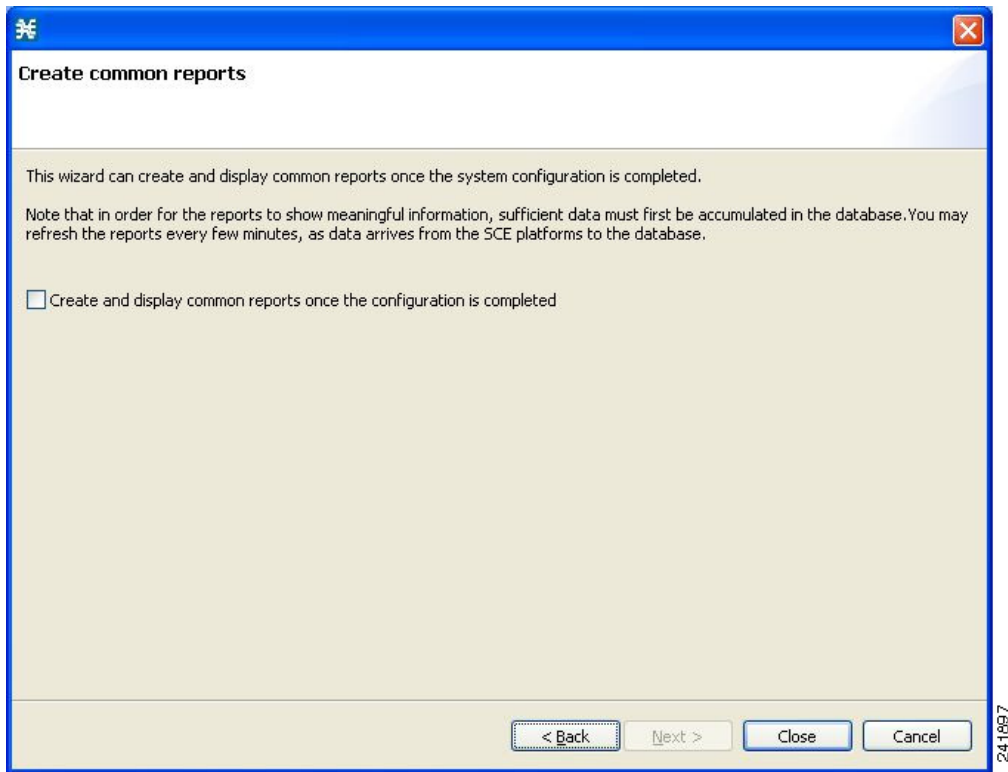 Create common reports
This wizard can create and display common reports once the system configuration is completed.
Note that in order for the reports to show meaningful information, sufficient data must first be accumulated in the database.You may
refresh the reports every few minutes, as data arrives from the SCE platforms to the database.
Create and display common reports once the configuration is completed
< Back
Next >
Close
Cancel
241897